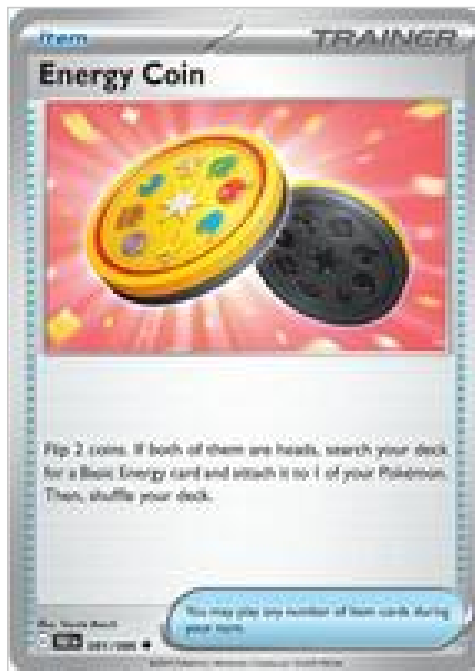 Item
TRAINER
Energy Coin
Flip 2 coins. If both of them are heads, search your deck
for a Basic Energy card and attach it to 1 of your Pokémon.
Then, shuffle your deck.
You may play any number of Item cards during
your turn.